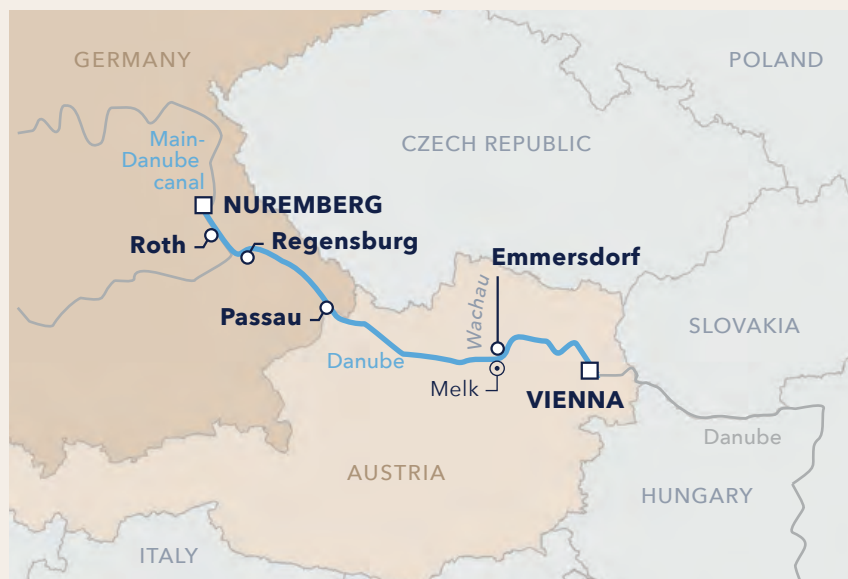 GERMANY
POLAND
CZECH REPUBLIC
Main-
Danube
canal
NUREMBERG
Roth
Regensburg
Emmersdorf
Wachau
Passau
SLOVAKIA
Danube
Melk
VIENNA
Danube
AUSTRIA
HUNGARY
ITALY